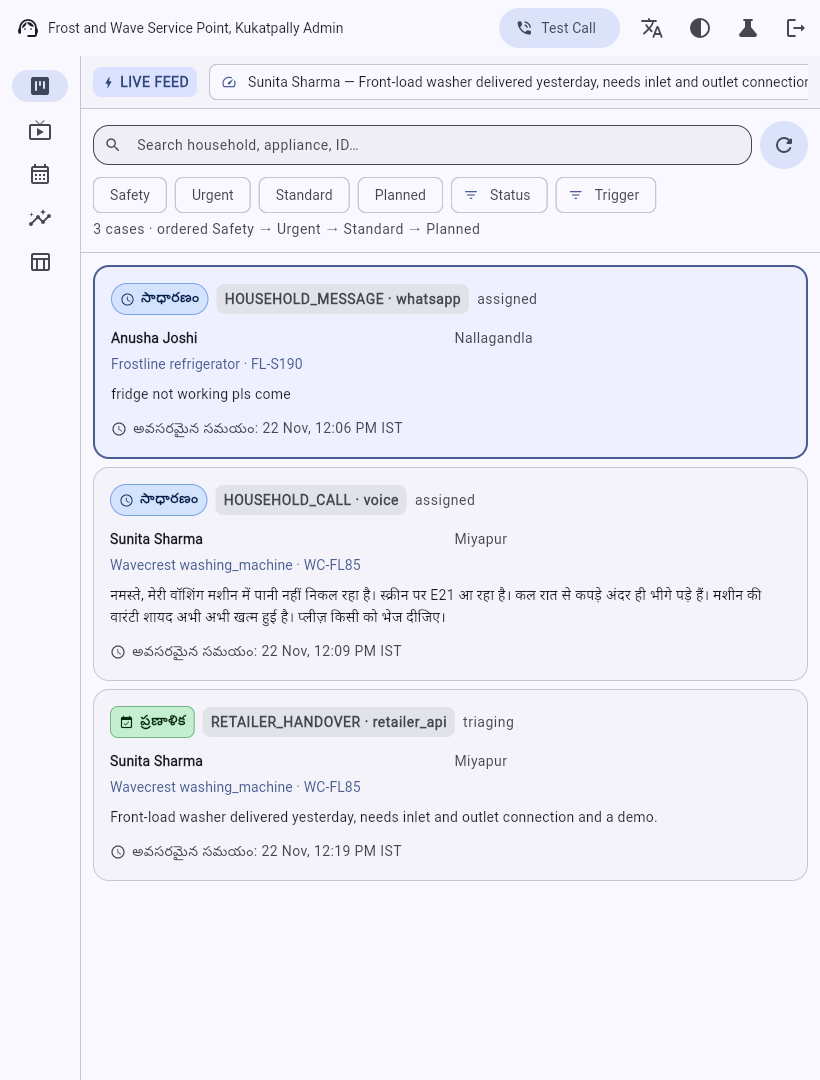 Frost and Wave Service Point, Kukatpally Admin
Test Call
LIVE FEED
Sunita Sharma — Front-load washer delivered yesterday, needs inlet and outlet connection
Search household, appliance, ID…
Safety
Urgent
Standard
Planned
Status
Trigger
3 cases · ordered Safety → Urgent → Standard → Planned
సాధారణం
HOUSEHOLD_MESSAGE · whatsapp
assigned
Anusha Joshi
Nallagandla
Frostline refrigerator · FL-S190
fridge not working pls come
అవసరమైన సమయం: 22 Nov, 12:06 PM IST
సాధారణం
HOUSEHOLD_CALL · voice
assigned
Sunita Sharma
Miyapur
Wavecrest washing_machine · WC-FL85
नमस्ते, मेरी वॉशिंग मशीन में पानी नहीं निकल रहा है। स्क्रीन पर E21 आ रहा है। कल रात से कपड़े अंदर ही भीगे पड़े हैं। मशीन की
वारंटी शायद अभी अभी खत्म हुई है। प्लीज़ किसी को भेज दीजिए।
అవసరమైన సమయం: 22 Nov, 12:09 PM IST
ప్రణాళిక
RETAILER_HANDOVER · retailer_api
triaging
Sunita Sharma
Miyapur
Wavecrest washing_machine · WC-FL85
Front-load washer delivered yesterday, needs inlet and outlet connection and a demo.
అవసరమైన సమయం: 22 Nov, 12:19 PM IST